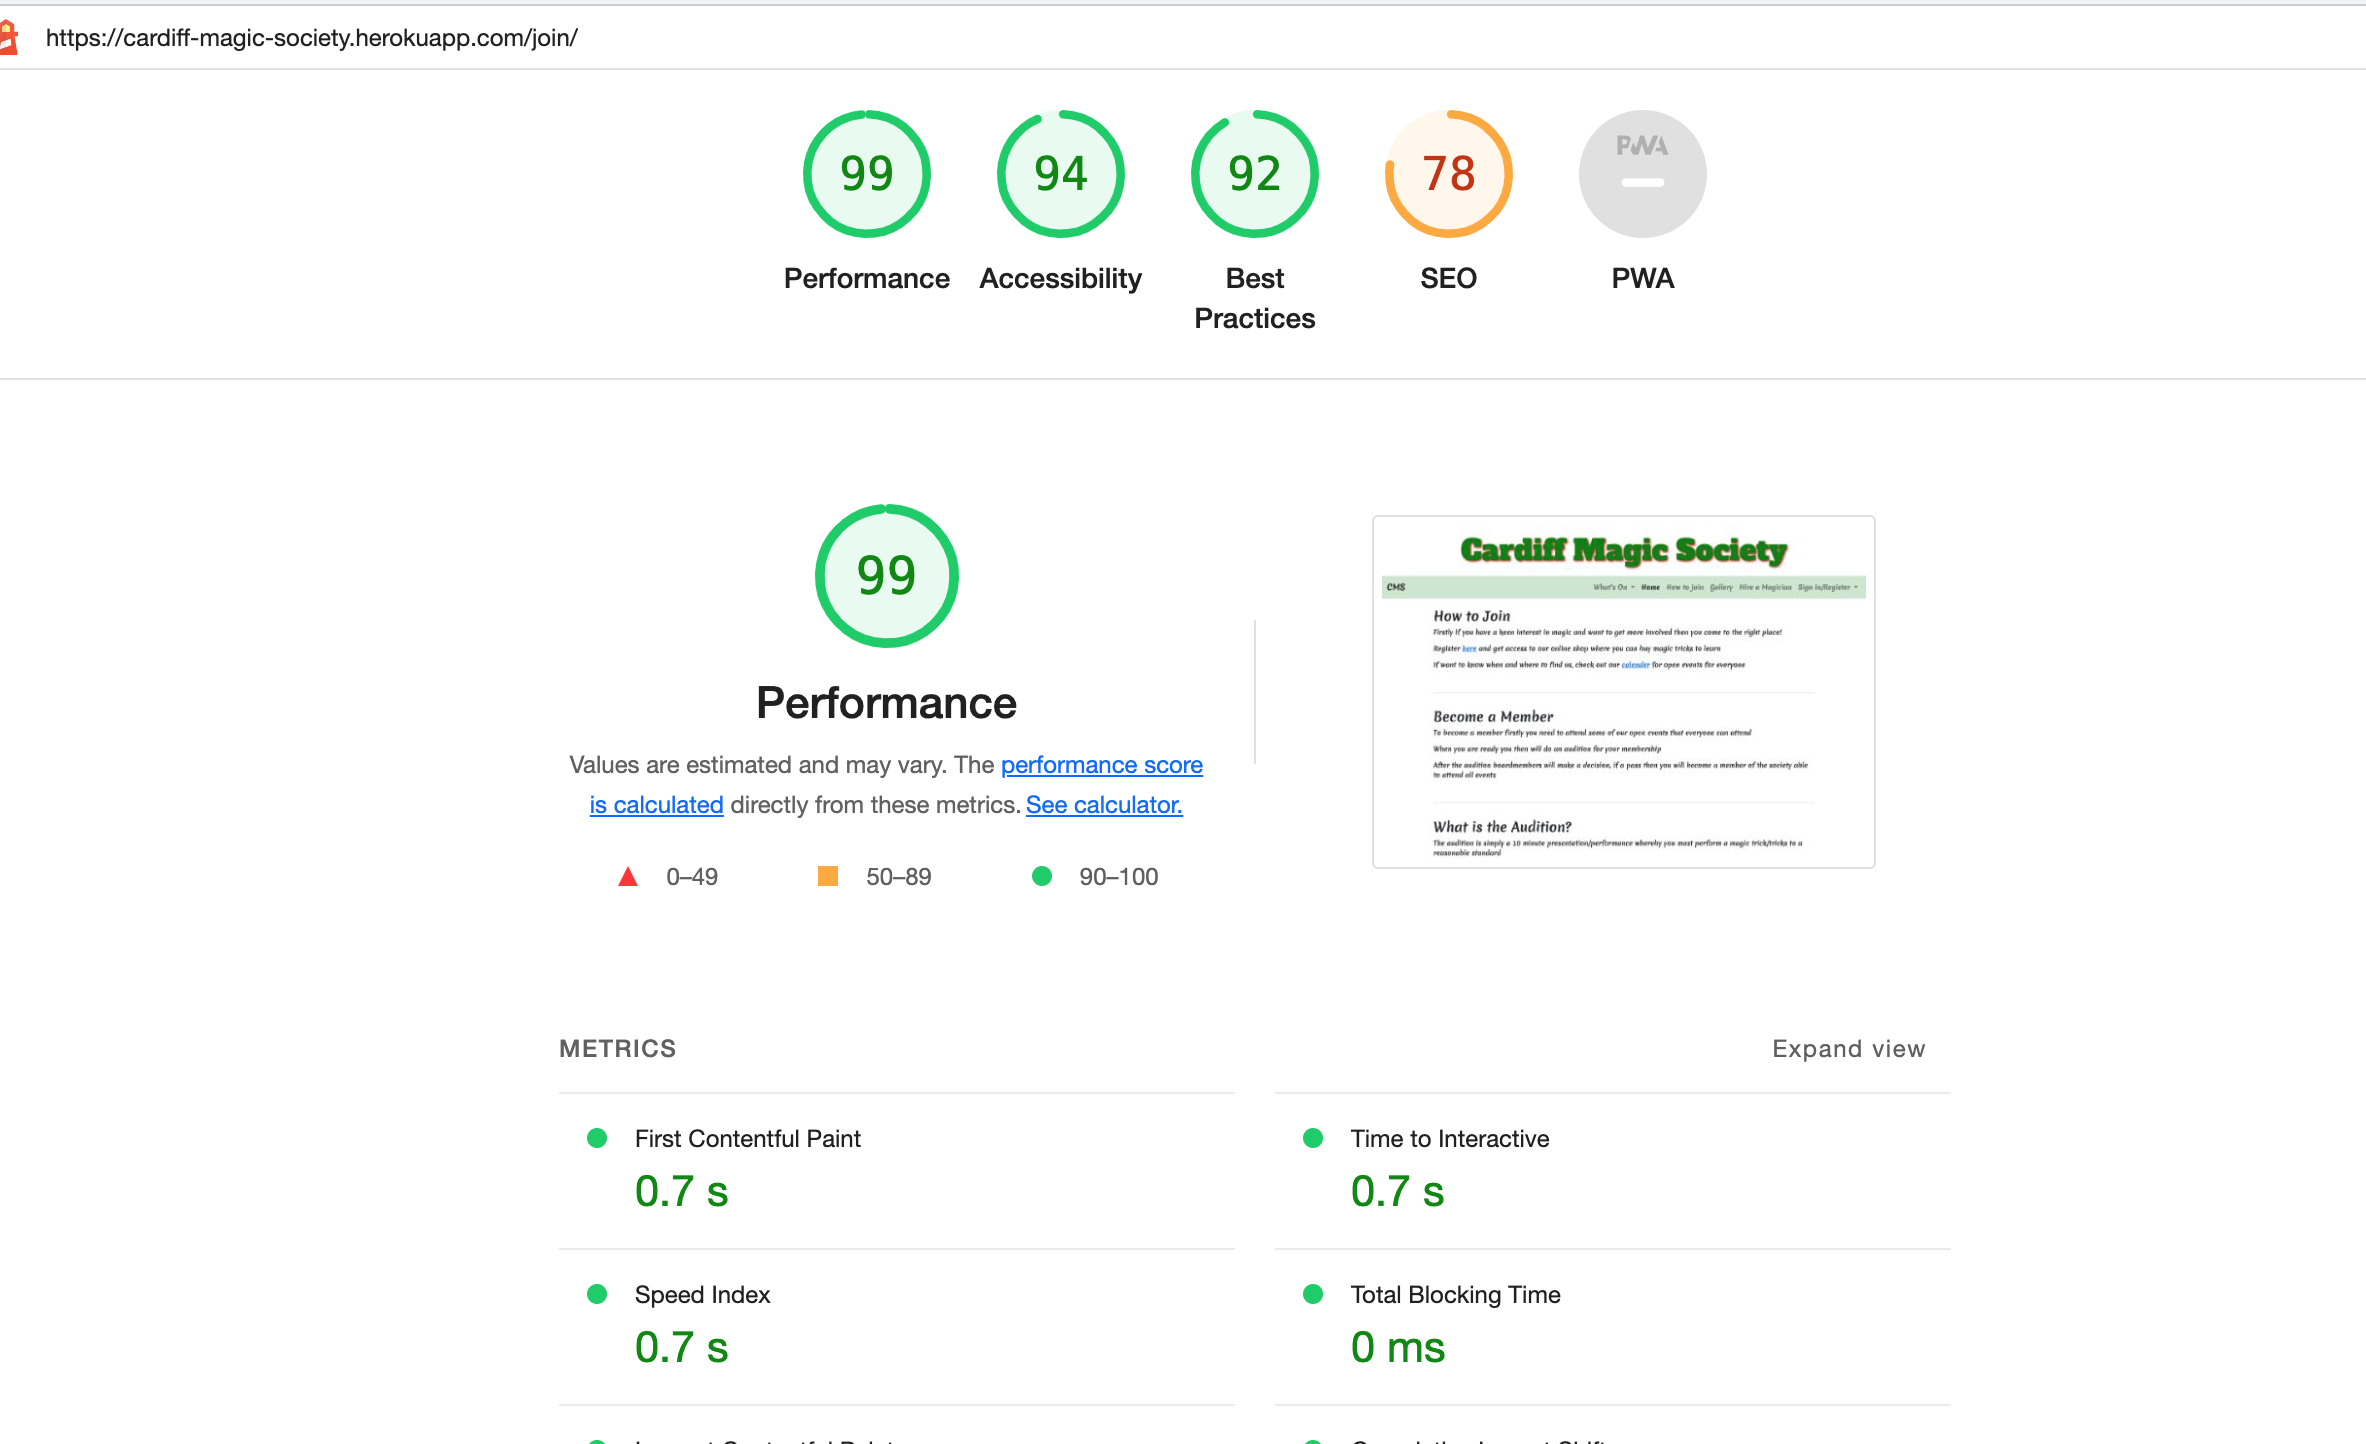 https://cardiff-magic-society.herokuapp.com/join/
99
94
92
78
PWA
Performance
Accessibility
Best
Practices
SEO
PWA
99
Performance
Values are estimated and may vary. The performance score
is calculated directly from these metrics. See calculator.
0–49
50–89
90–100
Cardiff Magic Society
CMS
What's On
Home
How to Join
Gallery
Hire a Magician
Sign in/Register
How to Join
Firstly if you have a keen interest in magic and want to get more involved then you come to the right place!
Register here and get access to our online shop where you can buy magic tricks to learn
If want to know when and where to find us, check out our calender for open events for everyone
Become a Member
To become a member firstly you need to attend some of our open events that everyone can attend
When you are ready you then will do an audition for your membership
After the audition boardmembers will make a decision, if a pass then you will become a member of the society able
to attend all events
What is the Audition?
The audition is simply a 10 minute presentation/performance whereby you must perform a magic trick/tricks to a
reasonable standard
METRICS
Expand view
First Contentful Paint
0.7 s
Time to Interactive
0.7 s
Speed Index
0.7 s
Total Blocking Time
0 ms